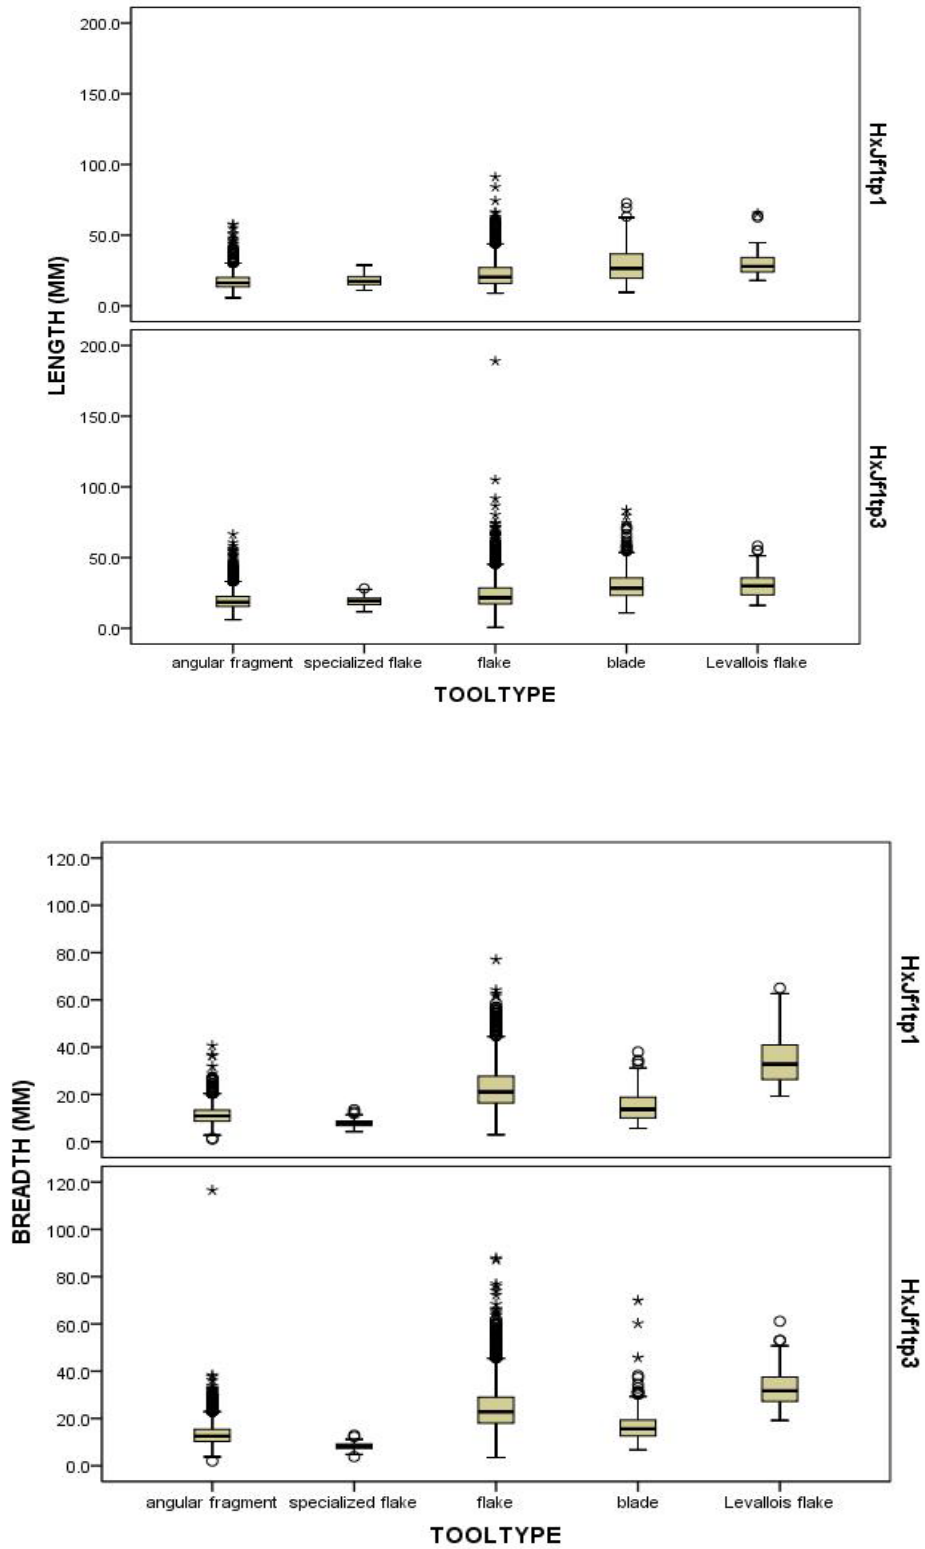 200.0
150.0
100.0
50.0
0.0
HxJf1tp1
LENGTH (MM)
200.0
150.0
100.0
50.0
0.0
HxJf1tp3
angular fragment specialized flake flake blade Levallois flake
TOOLTYPE
120.0
100.0
80.0
60.0
40.0
20.0
0.0
HxJf1tp1
BREADTH (MM)
120.0
100.0
80.0
60.0
40.0
20.0
0.0
HxJf1tp3
angular fragment specialized flake flake blade Levallois flake
TOOLTYPE